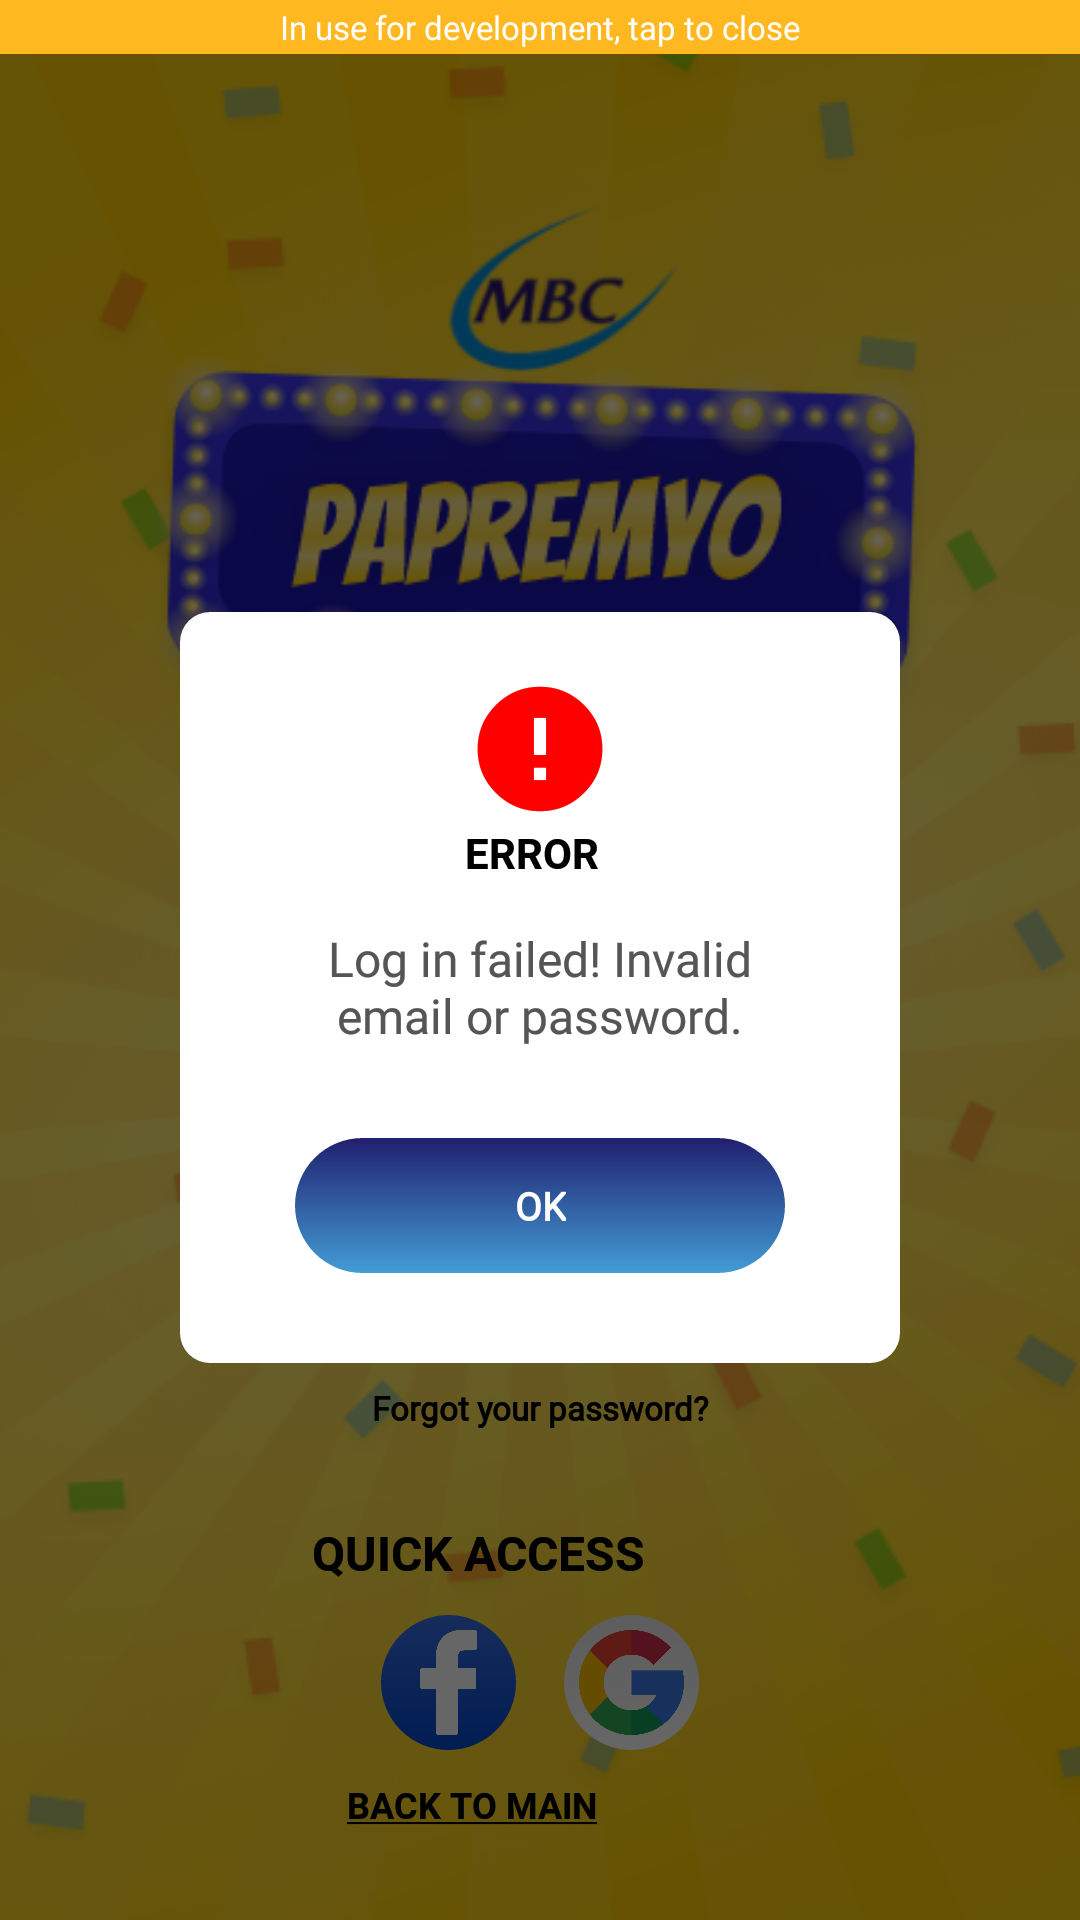 In use for development, tap to close
MBC
PAPREMYO
ERROR
Log in failed! Invalid
email or password.
OK
Forgot your password?
QUICK ACCESS
BACK TO MAIN